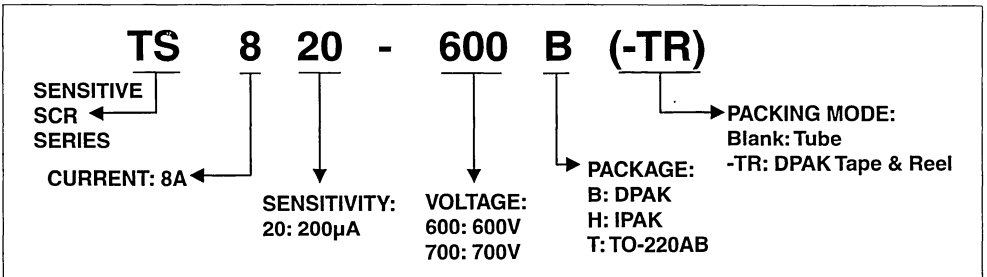 TS 8 20 - 600 B (-TR)
SENSITIVE
SCR
SERIES
CURRENT: 8A
SENSITIVITY:
20: 200µA
VOLTAGE:
600: 600V
700: 700V
PACKAGE:
B: DPAK
H: IPAK
T: TO-220AB
PACKING MODE:
Blank: Tube
-TR: DPAK Tape & Reel